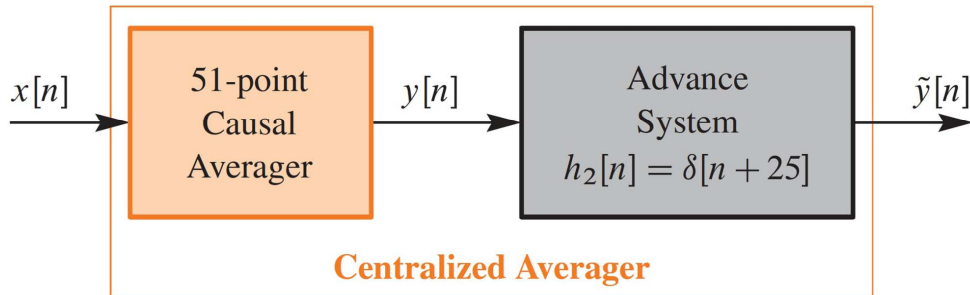 x[n]
51-point
Causal
Averager
y[n]
Advance
System
h₂[n] = δ[n + 25]
ỹ[n]
Centralized Averager